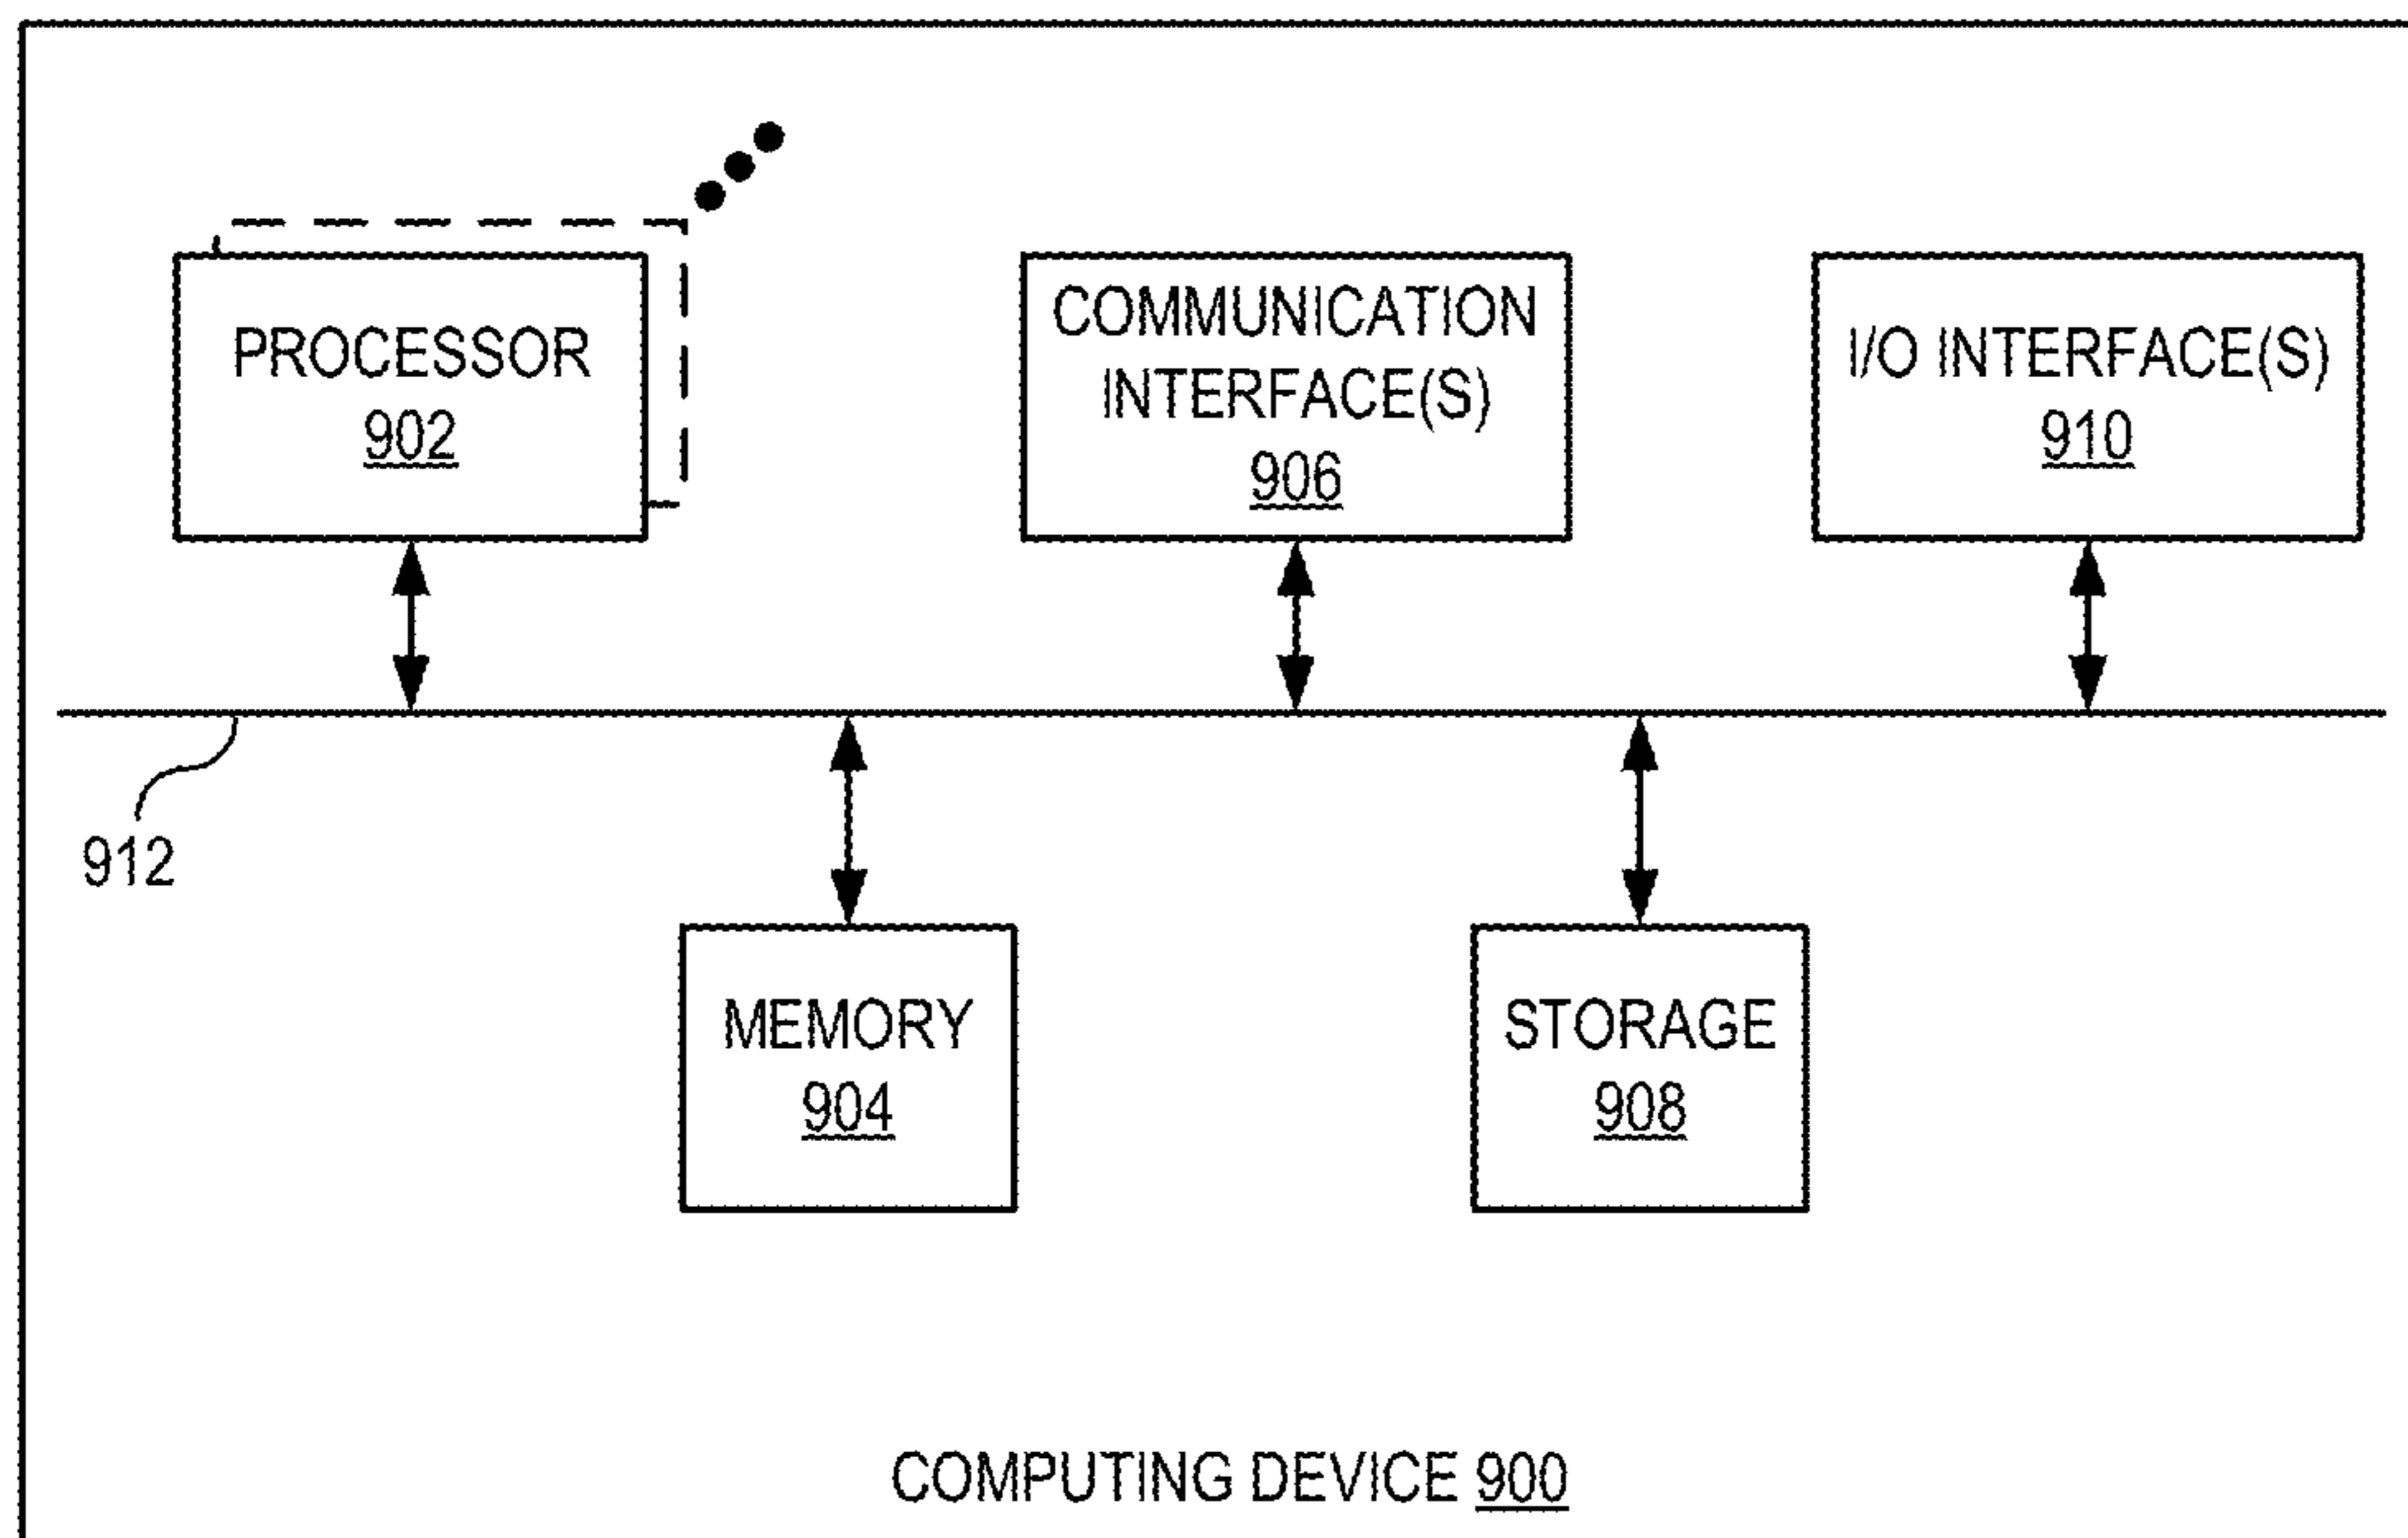 PROCESSOR
902
COMMUNICATION
INTERFACE(S)
906
I/O INTERFACE(S)
910
912
MEMORY
904
STORAGE
908
COMPUTING DEVICE 900